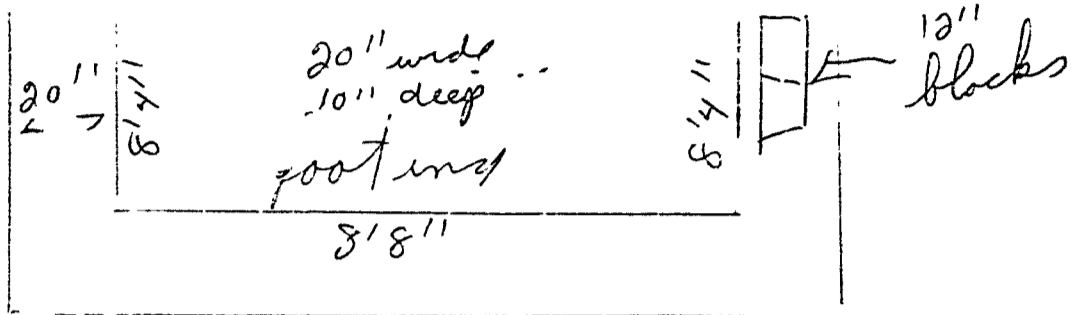 20"
8'4"
20" wide
10" deep
footing
8'8"
8'4"
12"
blocks